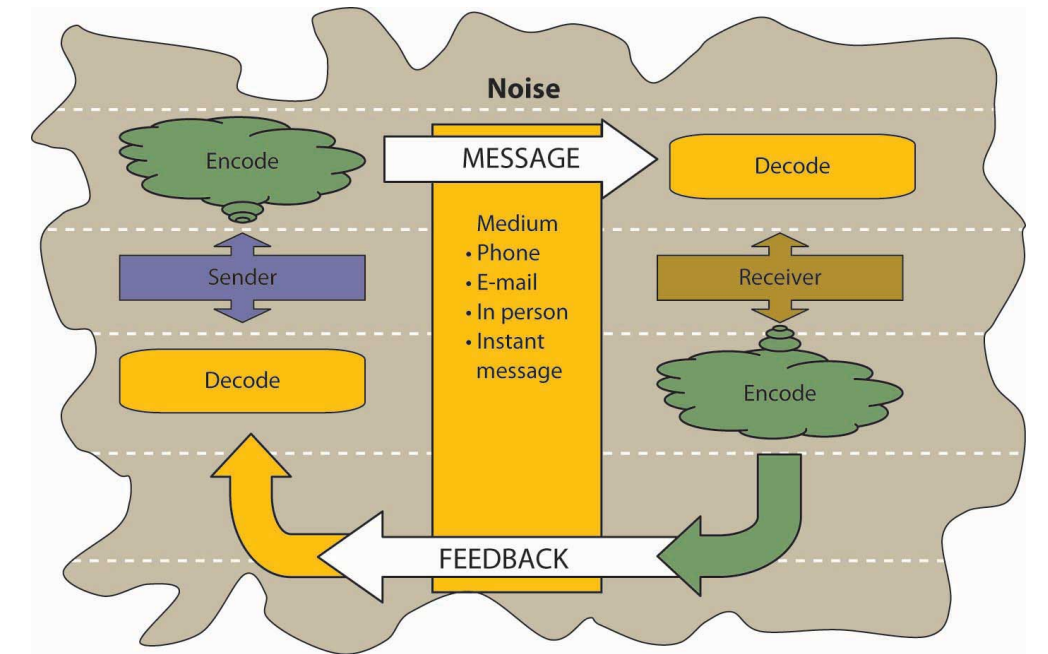 Noise
Encode
MESSAGE
Decode
Medium
• Phone
• E-mail
• In person
• Instant
message
Sender
Receiver
Decode
Encode
FEEDBACK